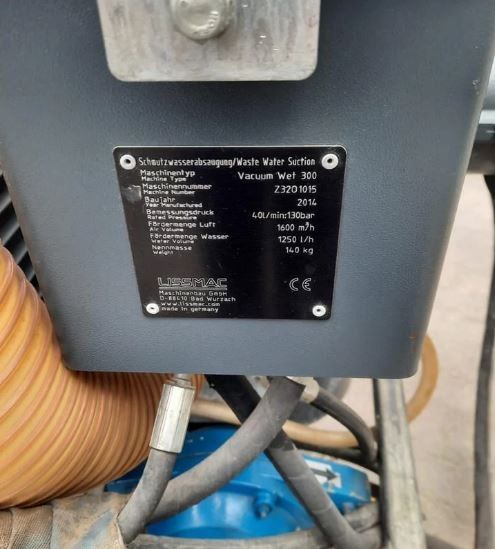 Schmutzwasserabsaugung/Waste Water Suction
Maschinentyp Vacuum Wet 300
Machine Type
Maschinennummer Z3201015
Machine Number
Baujahr 2014
Year Manufactured
Bemessungsdruck 40l/min:130bar
Rated Pressure
Fördermenge Luft 1600 m³/h
Air Volume
Fördermenge Wasser 1250 l/h
Water Volume
Nennmasse 140 kg
Weight
LISSMAC CE
Maschinenbau GmbH
D-88410 Bad Wurzach
www.lissmac.com
made in germany